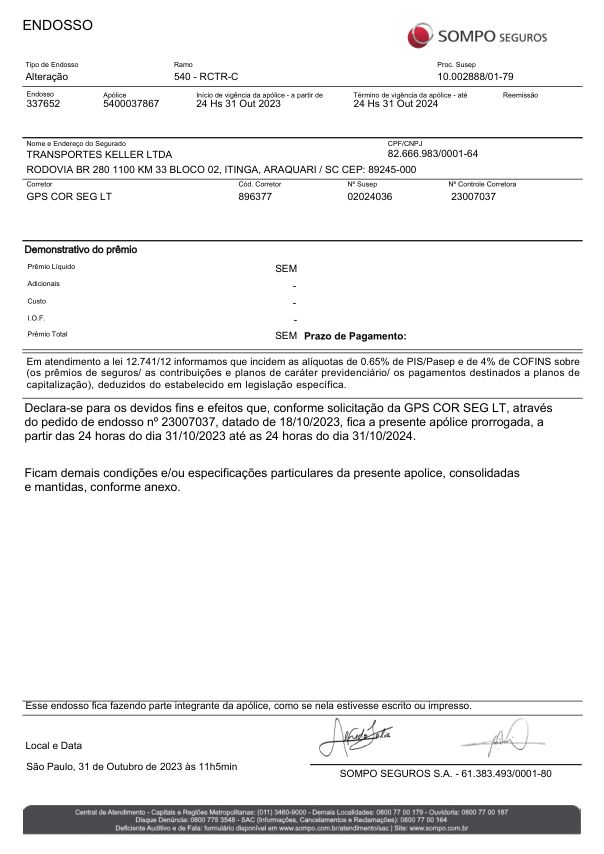 ENDOSSO
SOMPO SEGUROS
Tipo de Endosso Ramo Proc. Susep
Alteração 540 - RCTR-C 10.002888/01-79
Endosso Apólice Início de vigência da apólice - a partir de Término de vigência da apólice - até Reemissão
337652 5400037867 24 Hs 31 Out 2023 24 Hs 31 Out 2024
Nome e Endereço do Segurado CPF/CNPJ
TRANSPORTES KELLER LTDA 82.666.983/0001-64
RODOVIA BR 280 1100 KM 33 BLOCO 02, ITINGA, ARAQUARI / SC CEP: 89245-000
Corretor Cód. Corretor Nº Susep Nº Controle Corretora
GPS COR SEG LT 896377 02024036 23007037
Demonstrativo do prêmio
Prêmio Líquido SEM
Adicionais -
Custo -
I.O.F. -
Prêmio Total SEM Prazo de Pagamento:
Em atendimento a lei 12.741/12 informamos que incidem as alíquotas de 0.65% de PIS/Pasep e de 4% de COFINS sobre
(os prêmios de seguros/ as contribuições e planos de caráter previdenciário/ os pagamentos destinados a planos de
capitalização), deduzidos do estabelecido em legislação específica.
Declara-se para os devidos fins e efeitos que, conforme solicitação da GPS COR SEG LT, através
do pedido de endosso nº 23007037, datado de 18/10/2023, fica a presente apólice prorrogada, a
partir das 24 horas do dia 31/10/2023 até as 24 horas do dia 31/10/2024.
Ficam demais condições e/ou especificações particulares da presente apolice, consolidadas
e mantidas, conforme anexo.
Esse endosso fica fazendo parte integrante da apólice, como se nela estivesse escrito ou impresso.
Local e Data
São Paulo, 31 de Outubro de 2023 às 11h5min
SOMPO SEGUROS S.A. - 61.383.493/0001-80
Central de Atendimento - Capitais e Regiões Metropolitanas: (011) 3460-9000 - Demais Localidades: 0800 77 00 179 - Ouvidoria: 0800 77 00 187
Disque Denúncia: 0800 775 3548 - SAC (Informações, Cancelamentos e Reclamações): 0800 77 00 164
Deficiente Auditivo e de Fala: formulário disponível em www.sompo.com.br/atendimento/sac | Site: www.sompo.com.br